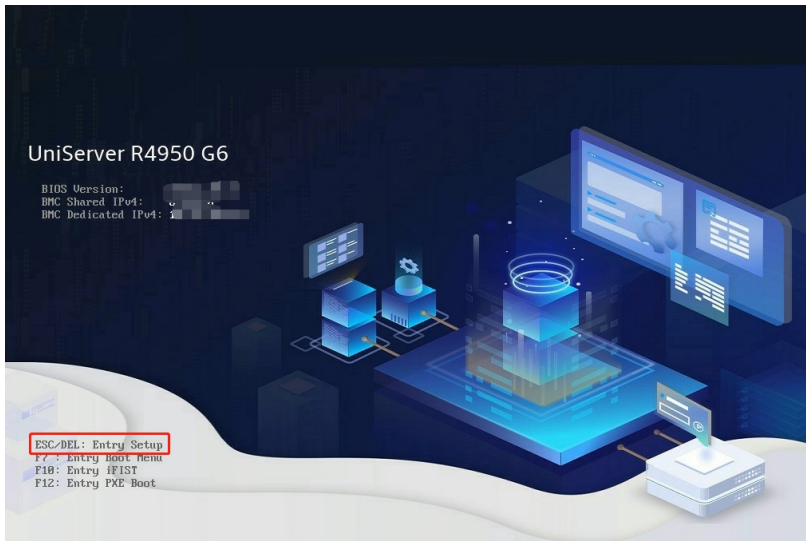 UniServer R4950 G6
BIOS Version:
BMC Shared IPv4:
BMC Dedicated IPv4:
ESC/DEL: Entry Setup
F7 : Entry Boot Menu
F10: Entry iFIST
F12: Entry PXE Boot